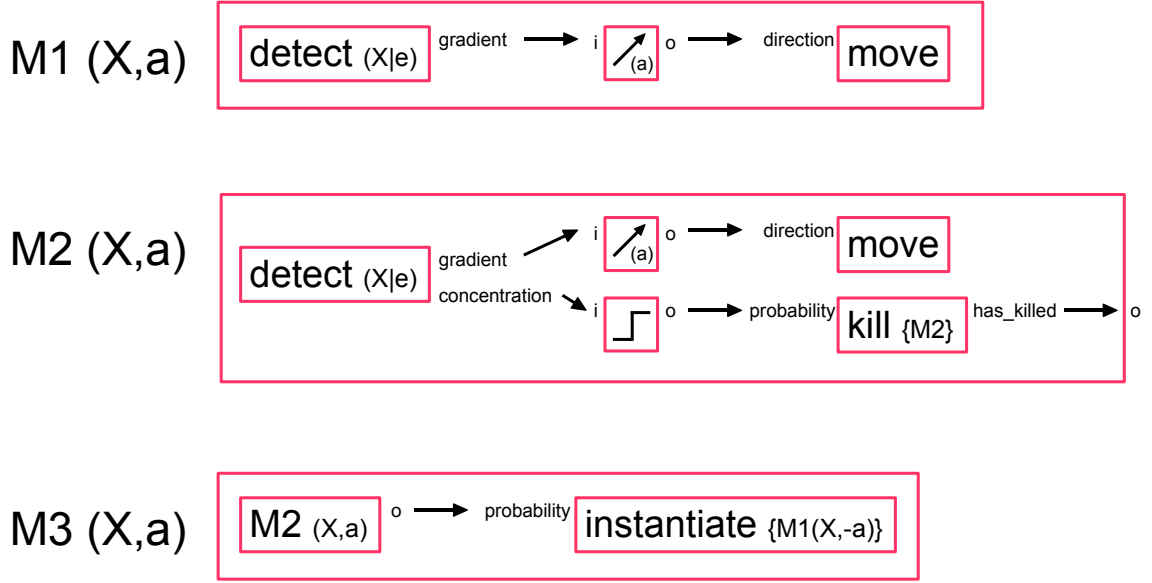 M1 (X,a) detect (X|e) gradient i (a) o direction move
M2 (X,a) detect (X|e) gradient i (a) o direction move
concentration i o probability kill {M2} has_killed o
M3 (X,a) M2 (X,a) o probability instantiate {M1(X,-a)}